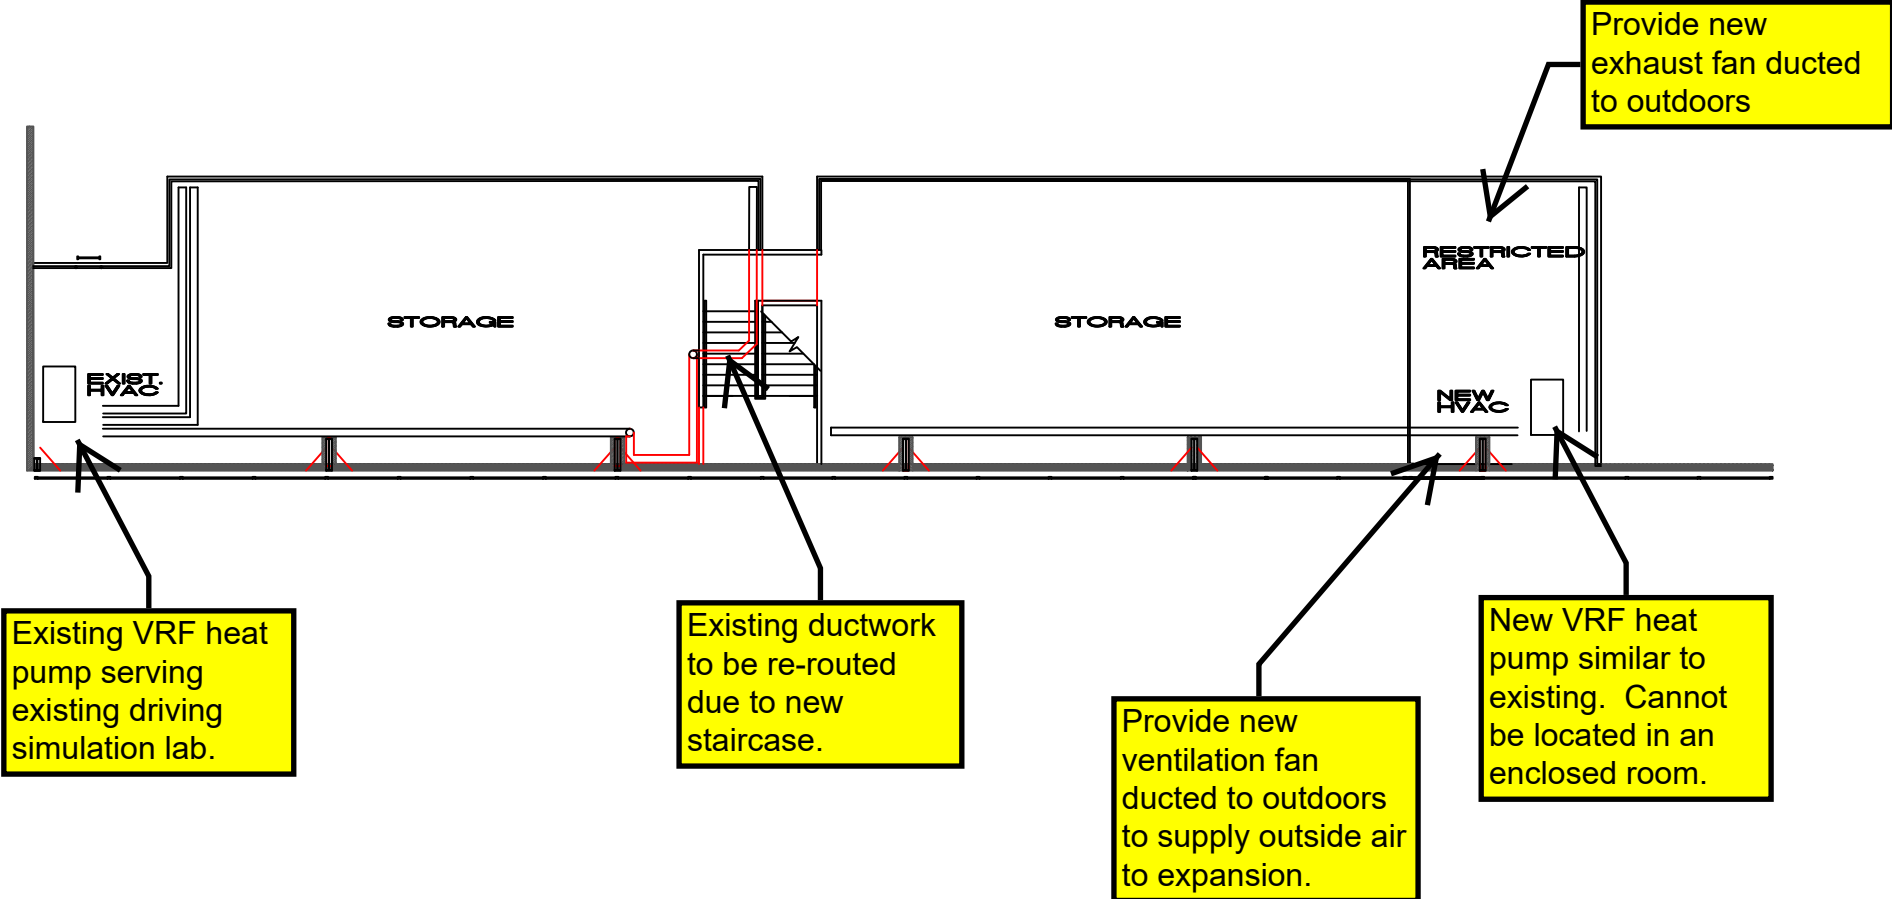 Provide new
exhaust fan ducted
to outdoors
RESTRICTED
AREA
STORAGE
STORAGE
EXIST.
HVAC
NEW
HVAC
Existing VRF heat
pump serving
existing driving
simulation lab.
Existing ductwork
to be re-routed
due to new
staircase.
Provide new
ventilation fan
ducted to outdoors
to supply outside air
to expansion.
New VRF heat
pump similar to
existing.  Cannot
be located in an
enclosed room.